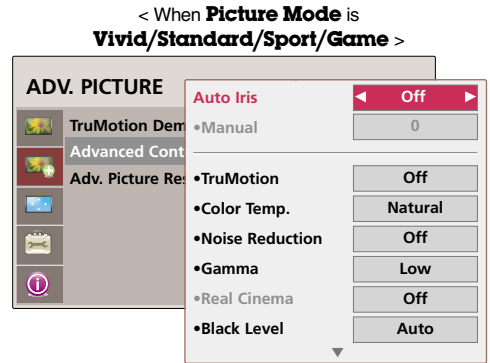 < When Picture Mode is
Vivid/Standard/Sport/Game >
ADV. PICTURE
TruMotion Dem
Advanced Cont
Adv. Picture Res
Auto Iris ◀ Off ▶
•Manual 0
•TruMotion Off
•Color Temp. Natural
•Noise Reduction Off
•Gamma Low
•Real Cinema Off
•Black Level Auto
▼